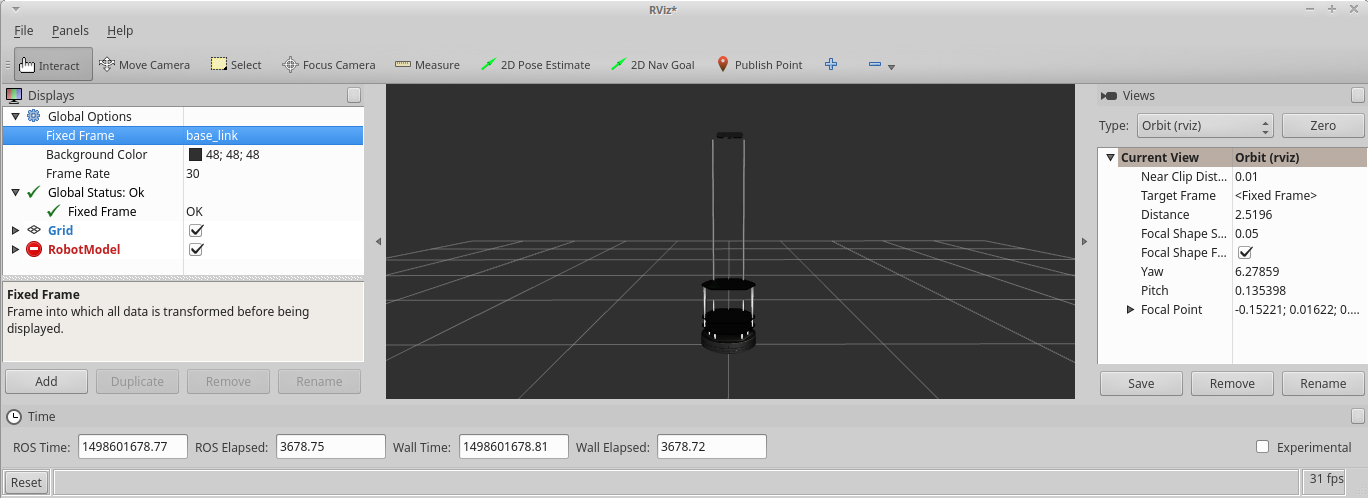 RViz*
File Panels Help
Interact Move Camera Select Focus Camera Measure 2D Pose Estimate 2D Nav Goal Publish Point
Displays
Global Options
Fixed Frame base_link
Background Color 48; 48; 48
Frame Rate 30
Global Status: Ok
Fixed Frame OK
Grid
RobotModel
Fixed Frame
Frame into which all data is transformed before being
displayed.
Add Duplicate Remove Rename
Views
Type: Orbit (rviz) Zero
Current View Orbit (rviz)
Near Clip Dist... 0.01
Target Frame <Fixed Frame>
Distance 2.5196
Focal Shape S... 0.05
Focal Shape F...
Yaw 6.27859
Pitch 0.135398
Focal Point -0.15221; 0.01622; 0....
Save Remove Rename
Time
ROS Time: 1498601678.77 ROS Elapsed: 3678.75 Wall Time: 1498601678.81 Wall Elapsed: 3678.72 Experimental
Reset 31 fps